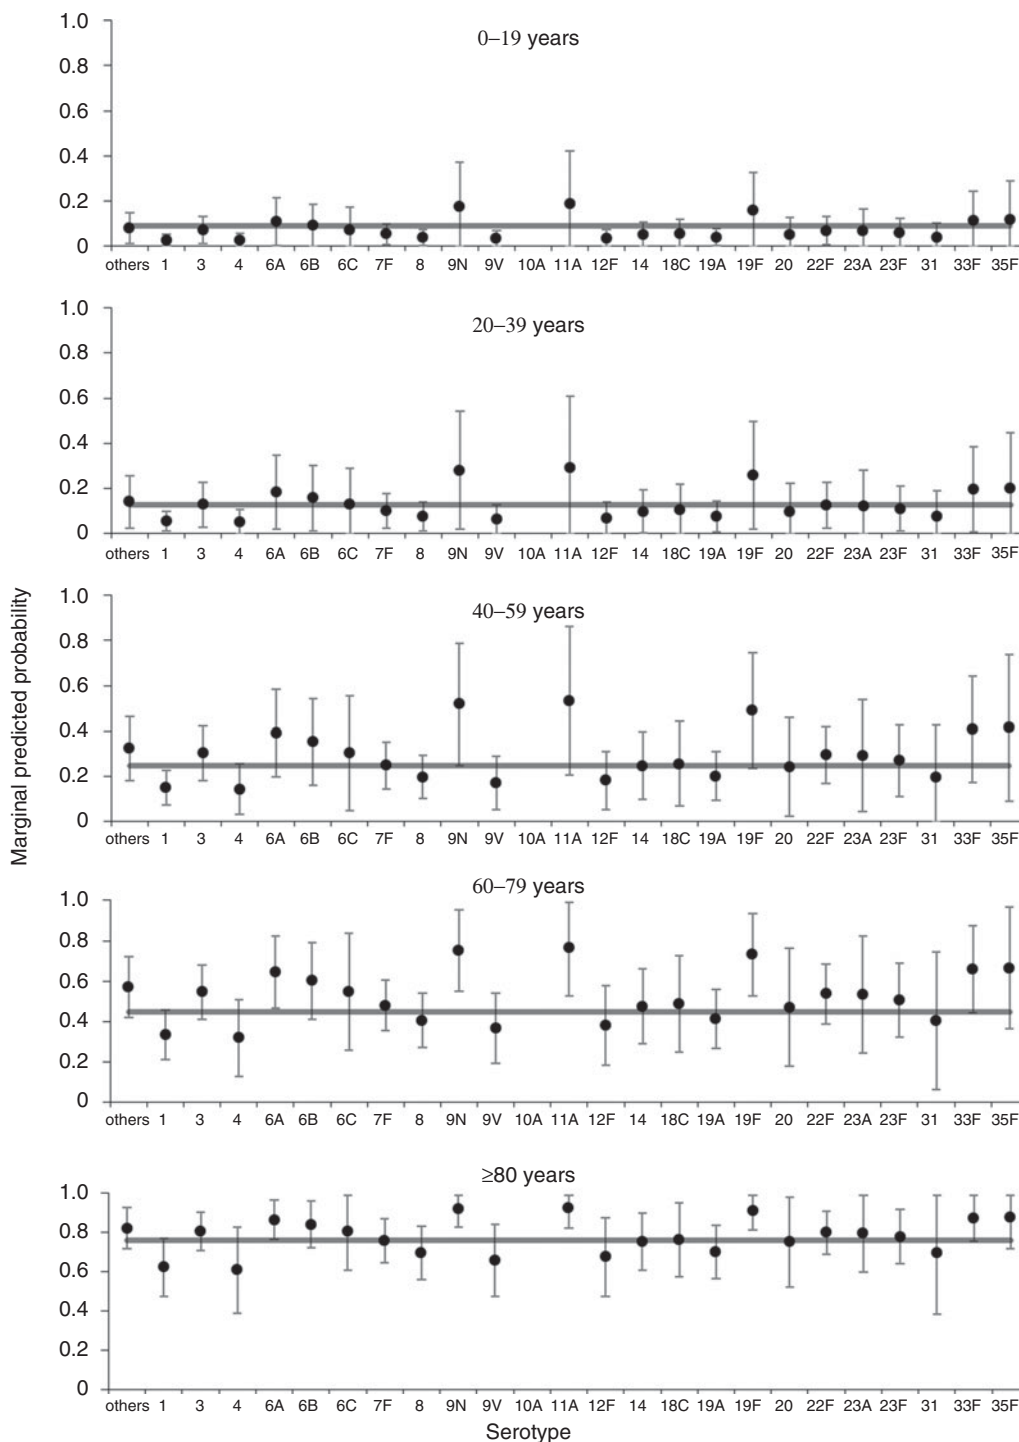 Marginal predicted probability
0–19 years
1.0
0.8
0.6
0.4
0.2
0
others 1 3 4 6A 6B 6C 7F 8 9N 9V 10A 11A 12F 14 18C 19A 19F 20 22F 23A 23F 31 33F 35F
20–39 years
1.0
0.8
0.6
0.4
0.2
0
others 1 3 4 6A 6B 6C 7F 8 9N 9V 10A 11A 12F 14 18C 19A 19F 20 22F 23A 23F 31 33F 35F
40–59 years
1.0
0.8
0.6
0.4
0.2
0
others 1 3 4 6A 6B 6C 7F 8 9N 9V 10A 11A 12F 14 18C 19A 19F 20 22F 23A 23F 31 33F 35F
60–79 years
1.0
0.8
0.6
0.4
0.2
0
others 1 3 4 6A 6B 6C 7F 8 9N 9V 10A 11A 12F 14 18C 19A 19F 20 22F 23A 23F 31 33F 35F
≥80 years
1.0
0.8
0.6
0.4
0.2
0
others 1 3 4 6A 6B 6C 7F 8 9N 9V 10A 11A 12F 14 18C 19A 19F 20 22F 23A 23F 31 33F 35F
Serotype